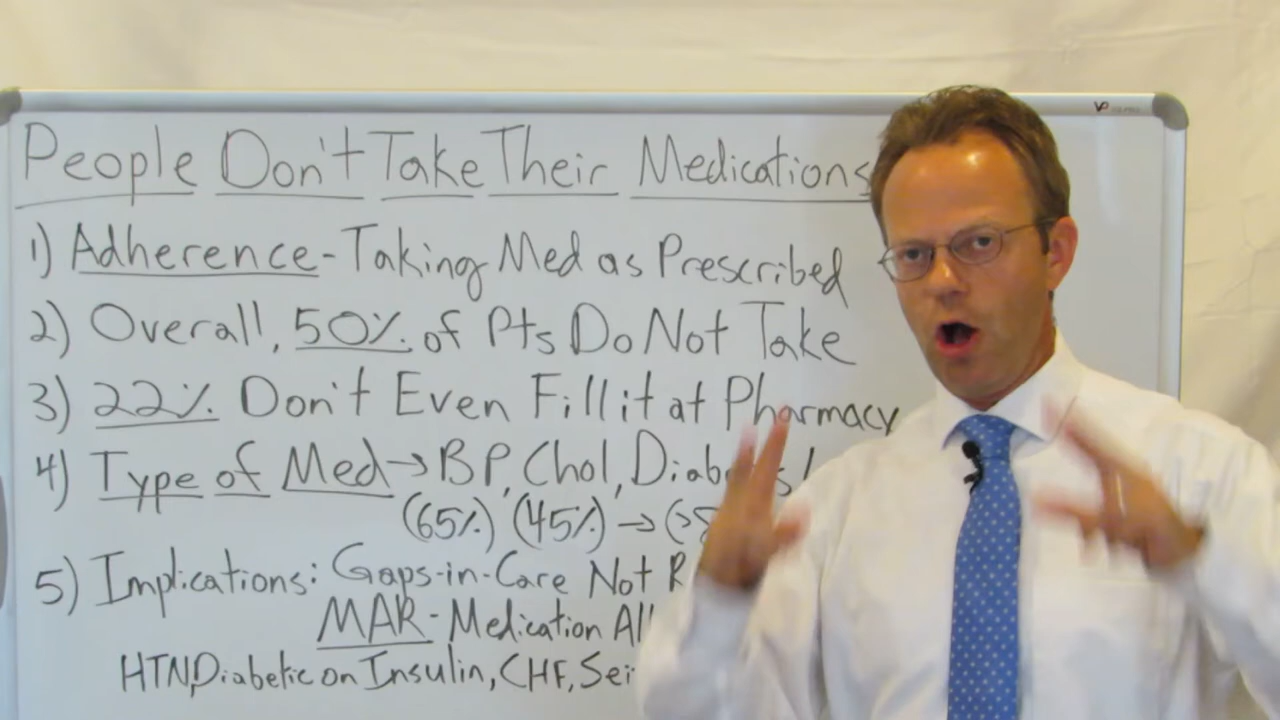 People Don't Take Their Medications
1) Adherence - Taking Med as Prescribed
2) Overall, 50% of Pts Do Not Take
3) 22% Don't Even Fill it at Pharmacy
4) Type of Med → BP, Chol,
(65%) (45%) →
5) Implications: Gaps-in-Care Not
MAR - Medication
HTN, Diabetic on Insulin, CHF,